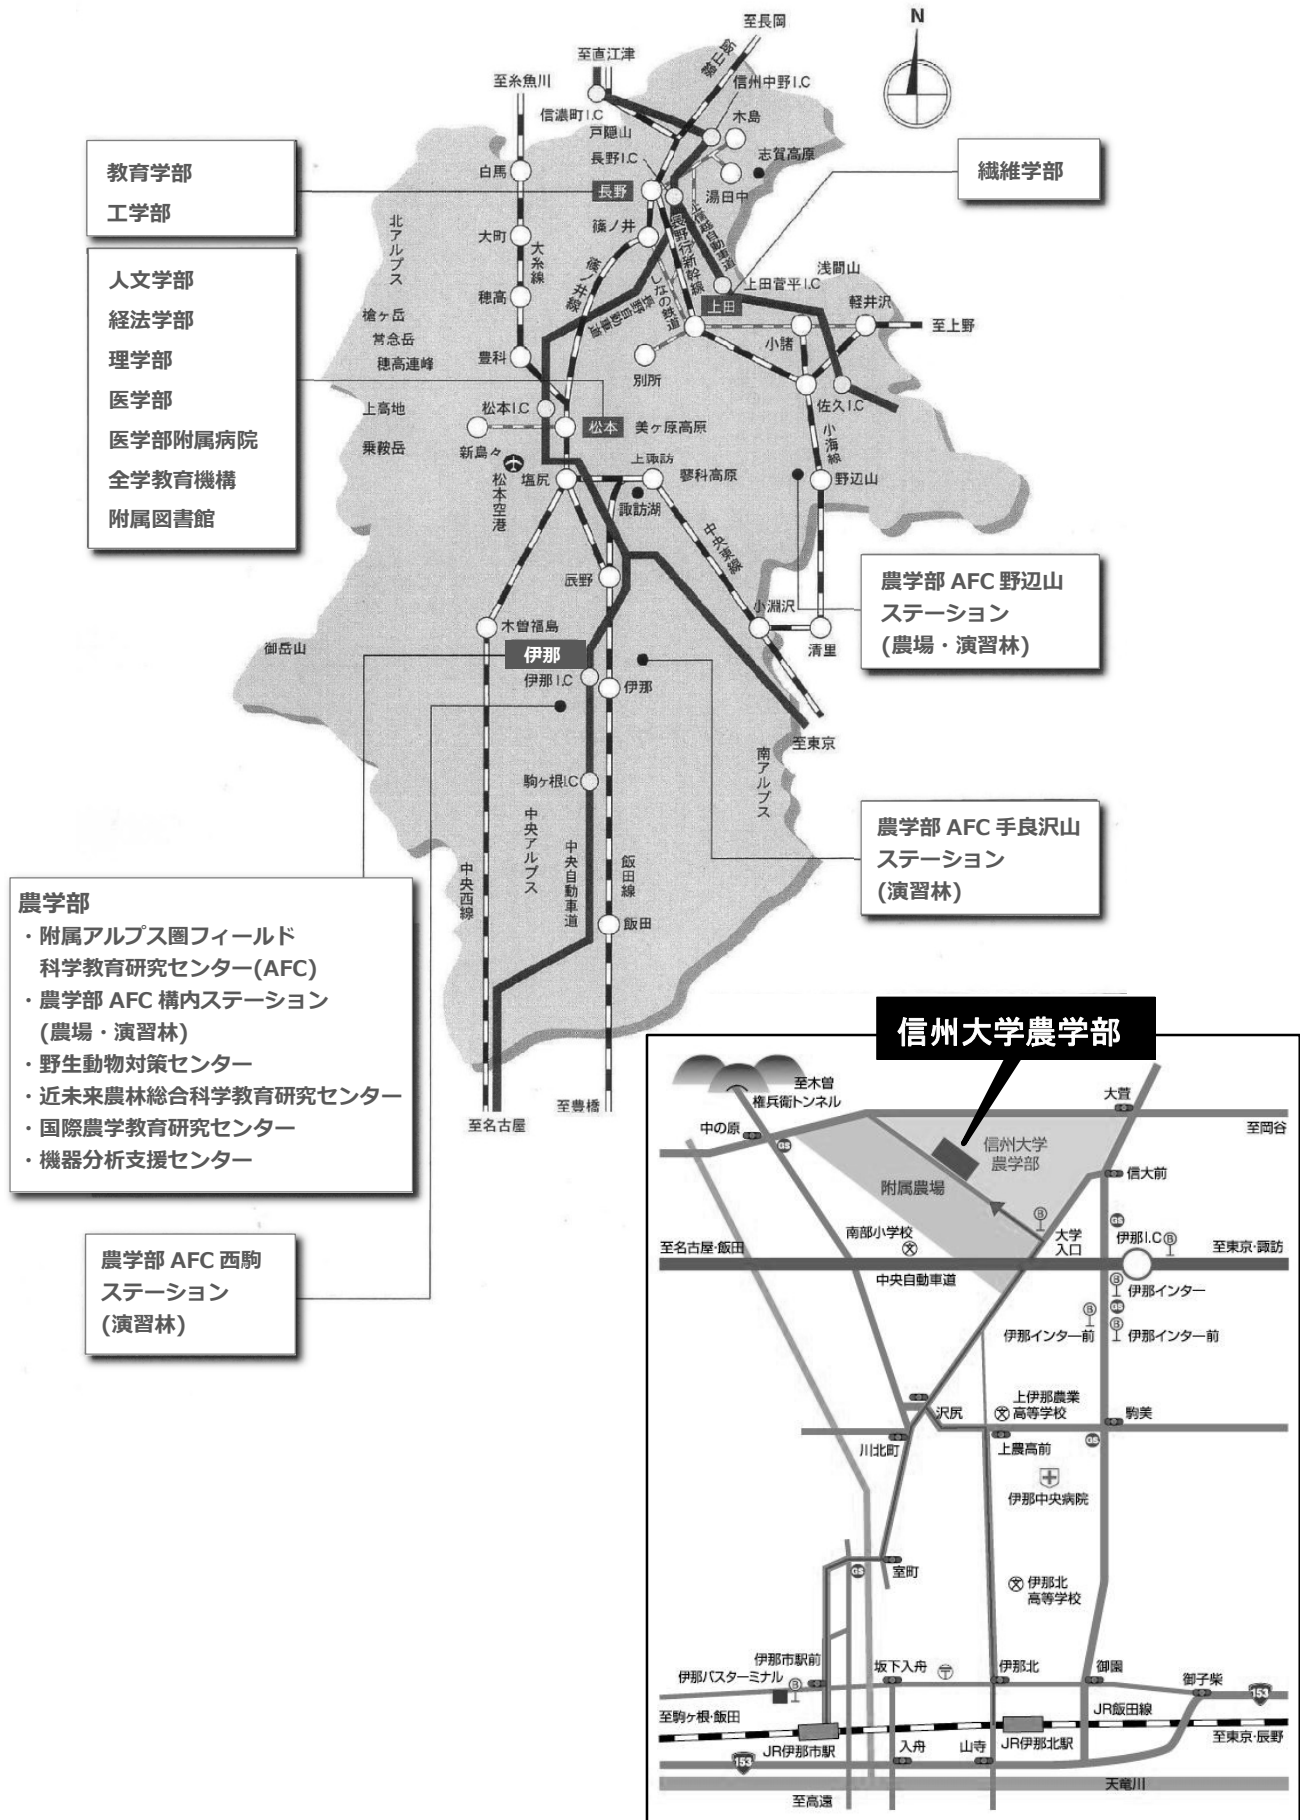 N
至長岡
至直江津
飯山線
至糸魚川
信州中野I.C
信濃町I.C
木島
戸隠山
長野I.C
志賀高原
白馬
長野
湯田中
教育学部
工学部
繊維学部
北アルプス
大町
大糸線
篠ノ井
篠ノ井線
長野行新幹線
上信越自動車道
しなの鉄道
長野自動車道
上田菅平I.C
浅間山
穂高
上田
軽井沢
至上野
槍ヶ岳
常念岳
穂高連峰
豊科
小諸
別所
佐久I.C
人文学部
経法学部
理学部
医学部
医学部附属病院
全学教育機構
附属図書館
上高地
松本I.C
松本
美ヶ原高原
乗鞍岳
新島々
松本空港
塩尻
上諏訪
蓼科高原
諏訪湖
小海線
野辺山
中央東線
辰野
小淵沢
清里
農学部 AFC 野辺山
ステーション
(農場・演習林)
木曽福島
御岳山
伊那
伊那I.C
伊那
至東京
南アルプス
駒ヶ根I.C
中央アルプス
中央自動車道
飯田線
中央西線
飯田
農学部 AFC 手良沢山
ステーション
(演習林)
至名古屋
至豊橋
農学部
・附属アルプス圏フィールド
科学教育研究センター(AFC)
・農学部 AFC 構内ステーション
(農場・演習林)
・野生動物対策センター
・近未来農林総合科学教育研究センター
・国際農学教育研究センター
・機器分析支援センター
農学部 AFC 西駒
ステーション
(演習林)
信州大学農学部
至木曽
権兵衛トンネル
大萱
中の原
GS
至岡谷
信州大学
農学部
信大前
附属農場
B
GS
南部小学校
文
大学
入口
伊那I.C
B
至名古屋・飯田
至東京・諏訪
中央自動車道
B
伊那インター
B
GS
伊那インター前
B
伊那インター前
沢尻
文
上伊那農業
高等学校
駒美
川北町
上農高前
GS
伊那中央病院
室町
GS
文
伊那北
高等学校
伊那市駅前
伊那バスターミナル
B
坂下入舟
〒
伊那北
御園
御子柴
153
至駒ヶ根・飯田
JR飯田線
至東京・辰野
JR伊那市駅
JR伊那北駅
153
入舟
山寺
天竜川
至高遠